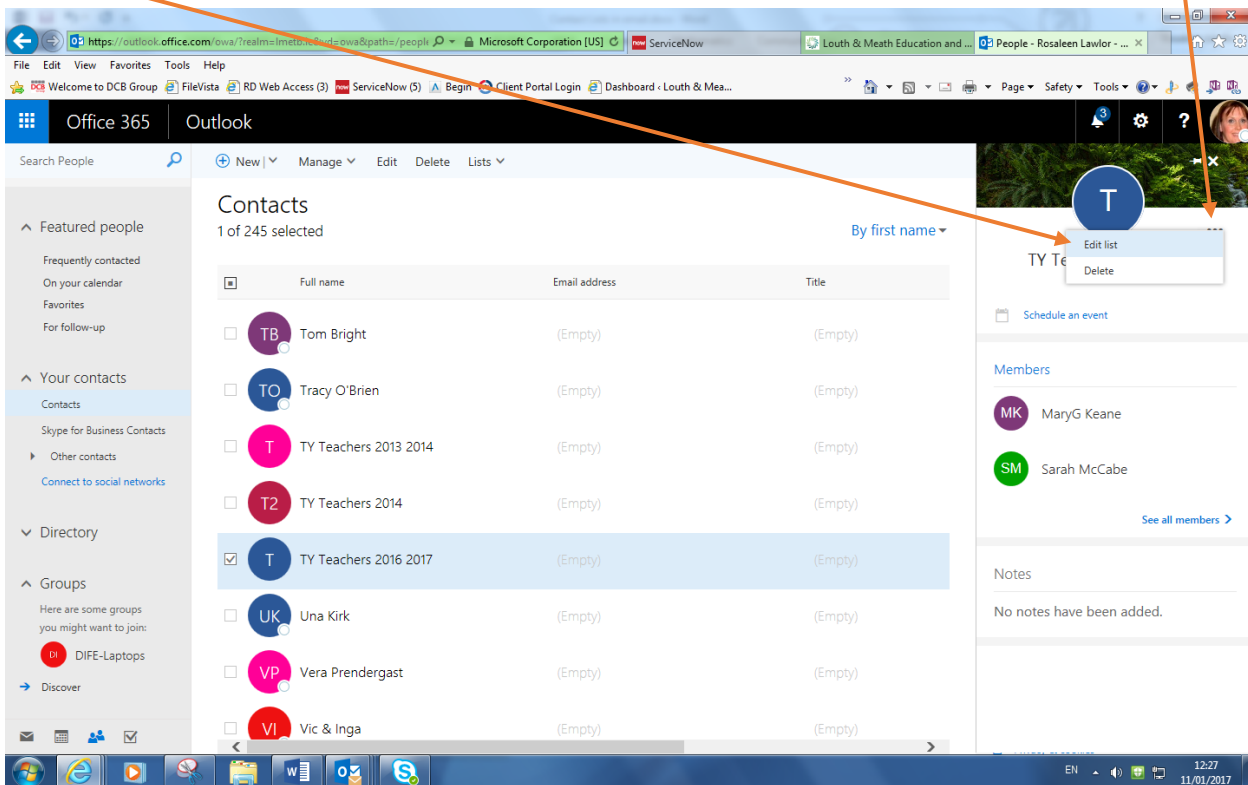 https://outlook.office.com/owa/?realm=lmetb.ie&vd=owa&path=/people
Microsoft Corporation [US]
now ServiceNow
Louth & Meath Education and ...
People - Rosaleen Lawlor - ...
File Edit View Favorites Tools Help
Welcome to DCB Group
FileVista
RD Web Access (3)
now ServiceNow (5)
Begin
Client Portal Login
Dashboard ‹ Louth & Mea...
Page Safety Tools
Office 365
Outlook
3
?
Search People
New
Manage
Edit
Delete
Lists
Contacts
1 of 245 selected
By first name
Full name
Email address
Title
TB Tom Bright (Empty) (Empty)
TO Tracy O'Brien (Empty) (Empty)
T TY Teachers 2013 2014 (Empty) (Empty)
T2 TY Teachers 2014 (Empty) (Empty)
T TY Teachers 2016 2017 (Empty) (Empty)
UK Una Kirk (Empty) (Empty)
VP Vera Prendergast (Empty) (Empty)
VI Vic & Inga (Empty) (Empty)
Featured people
Frequently contacted
On your calendar
Favorites
For follow-up
Your contacts
Contacts
Skype for Business Contacts
Other contacts
Connect to social networks
Directory
Groups
Here are some groups
you might want to join:
DI DIFE-Laptops
Discover
T
Edit list
TY Te
Delete
Schedule an event
Members
MK MaryG Keane
SM Sarah McCabe
See all members
Notes
No notes have been added.
EN
12:27
11/01/2017